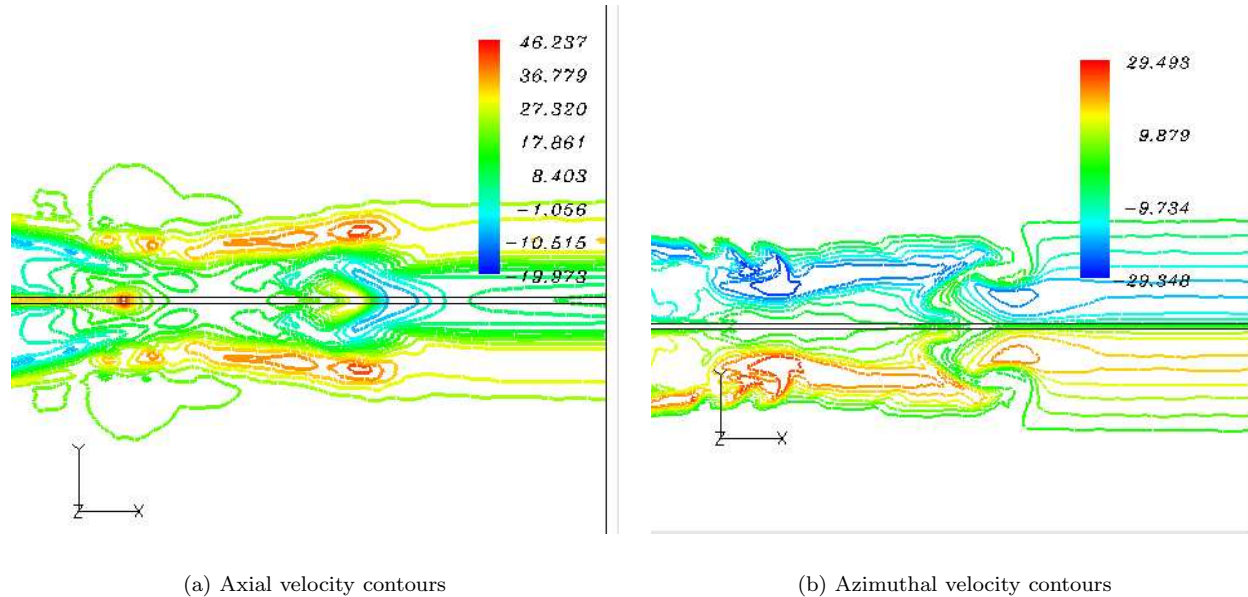 46.237
36.779
27.320
17.861
8.403
-1.056
-10.515
-19.973
Y
Z X
29.493
9.879
-9.734
-29.348
Y
Z X
(a) Axial velocity contours
(b) Azimuthal velocity contours